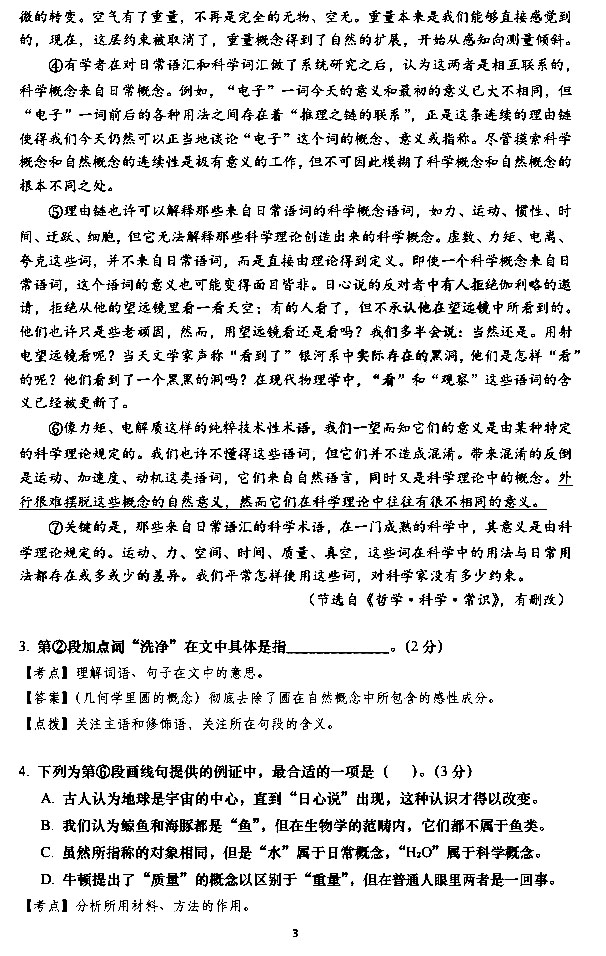 微的转变。空气有了重量，不再是完全的无物、空无。重量本来是我们能够直接感觉到
的，现在，这层约束被取消了，重量概念得到了自然的扩展，开始从感知向测量倾斜。
④有学者在对日常语汇和科学词汇做了系统研究之后，认为这两者是相互联系的，
科学概念来自日常概念。例如，“电子”一词今天的意义和最初的意义已大不相同，但
“电子”一词前后的各种用法之间存在着“推理之链的联系”，正是这条连续的理由链
使得我们今天仍然可以正当地谈论“电子”这个词的概念、意义或指称。尽管摸索科学
概念和自然概念的连续性是极有意义的工作，但不可因此模糊了科学概念和自然概念的
根本不同之处。
⑤理由链也许可以解释那些来自日常语词的科学概念语词，如力、运动、惯性、时
间、迁跃、细胞，但它无法解释那些科学理论创造出来的科学概念。虚数、力矩、电离、
夸克这些词，并不来自日常语词，而是直接由理论得到定义。即使一个科学概念来自日
常语词，这个语词的意义也可能变得面目皆非。日心说的反对者中有人拒绝伽利略的邀
请，拒绝从他的望远镜里看一看天空；有的人看了，但不承认他在望远镜中所看到的。
他们也许只是些老顽固，然而，用望远镜看还是看吗？我们多半会说：当然还是。用射
电望远镜看呢？当天文学家声称“看到了”银河系中实际存在的黑洞，他们是怎样“看”
的呢？他们看到了一个黑黑的洞吗？在现代物理学中，“看”和“观察”这些语词的含
义已经被更新了。
⑥像力矩、电解质这样的纯粹技术性术语，我们一望而知它们的意义是由某种特定
的科学理论规定的。我们也许不懂得这些语词，但它们并不造成混淆。带来混淆的反倒
是运动、加速度、动机这类语词，它们来自自然语言，同时又是科学理论中的概念。外
行很难摆脱这些概念的自然意义，然而它们在科学理论中往往有很不相同的意义。
⑦关键的是，那些来自日常语汇的科学术语，在一门成熟的科学中，其意义是由科
学理论规定的。运动、力、空间、时间、质量、真空，这些词在科学中的用法与日常用
法都存在或多或少的差异。我们平常怎样使用这些词，对科学家没有多少约束。
（节选自《哲学·科学·常识》，有删改）
3. 第②段加点词“洗净”在文中具体是指______________。（2 分）
【考点】理解词语、句子在文中的意思。
【答案】（几何学里圆的概念）彻底去除了圆在自然概念中所包含的感性成分。
【点拨】关注主语和修饰语，关注所在句段的含义。
4. 下列为第⑥段画线句提供的例证中，最合适的一项是（ ）。（3 分）
A. 古人认为地球是宇宙的中心，直到“日心说”出现，这种认识才得以改变。
B. 我们认为鲸鱼和海豚都是“鱼”，但在生物学的范畴内，它们都不属于鱼类。
C. 虽然所指称的对象相同，但是“水”属于日常概念，“H₂O”属于科学概念。
D. 牛顿提出了“质量”的概念以区别于“重量”，但在普通人眼里两者是一回事。
【考点】分析所用材料、方法的作用。
3